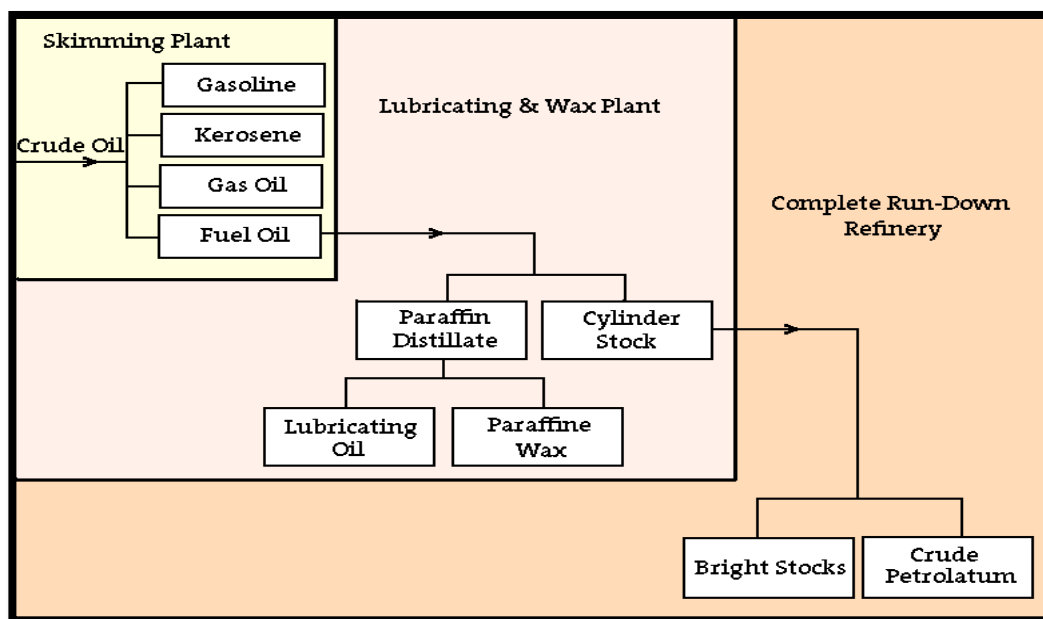 Skimming Plant
Gasoline
Lubricating & Wax Plant
Kerosene
Crude Oil
Gas Oil
Complete Run-Down
Refinery
Fuel Oil
Paraffin
Distillate
Cylinder
Stock
Lubricating
Oil
Paraffine
Wax
Bright Stocks
Crude
Petrolatum